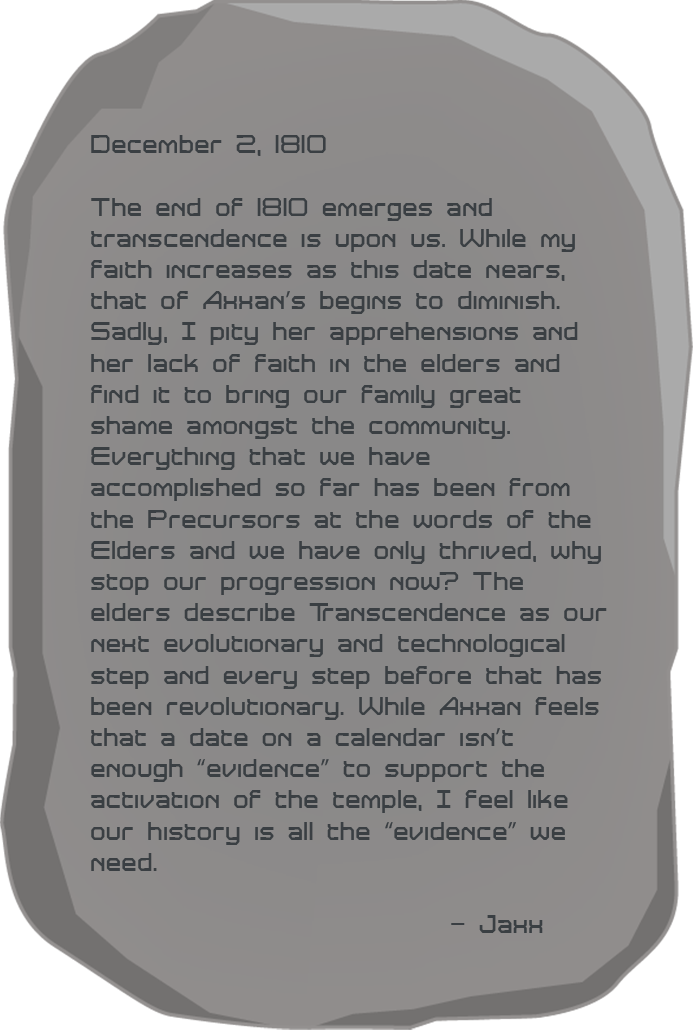 December 2, 1810
The end of 1810 emerges and
transcendence is upon us. While my
faith increases as this date nears,
that of Axxan's begins to diminish.
Sadly, I pity her apprehensions and
her lack of faith in the elders and
find it to bring our family great
shame amongst the community.
Everything that we have
accomplished so far has been from
the Precursors at the words of the
Elders and we have only thrived, why
stop our progression now? The
elders describe Transcendence as our
next evolutionary and technological
step and every step before that has
been revolutionary. While Axxan feels
that a date on a calendar isn't
enough “evidence” to support the
activation of the temple, I feel like
our history is all the “evidence” we
need.
– Jaxx